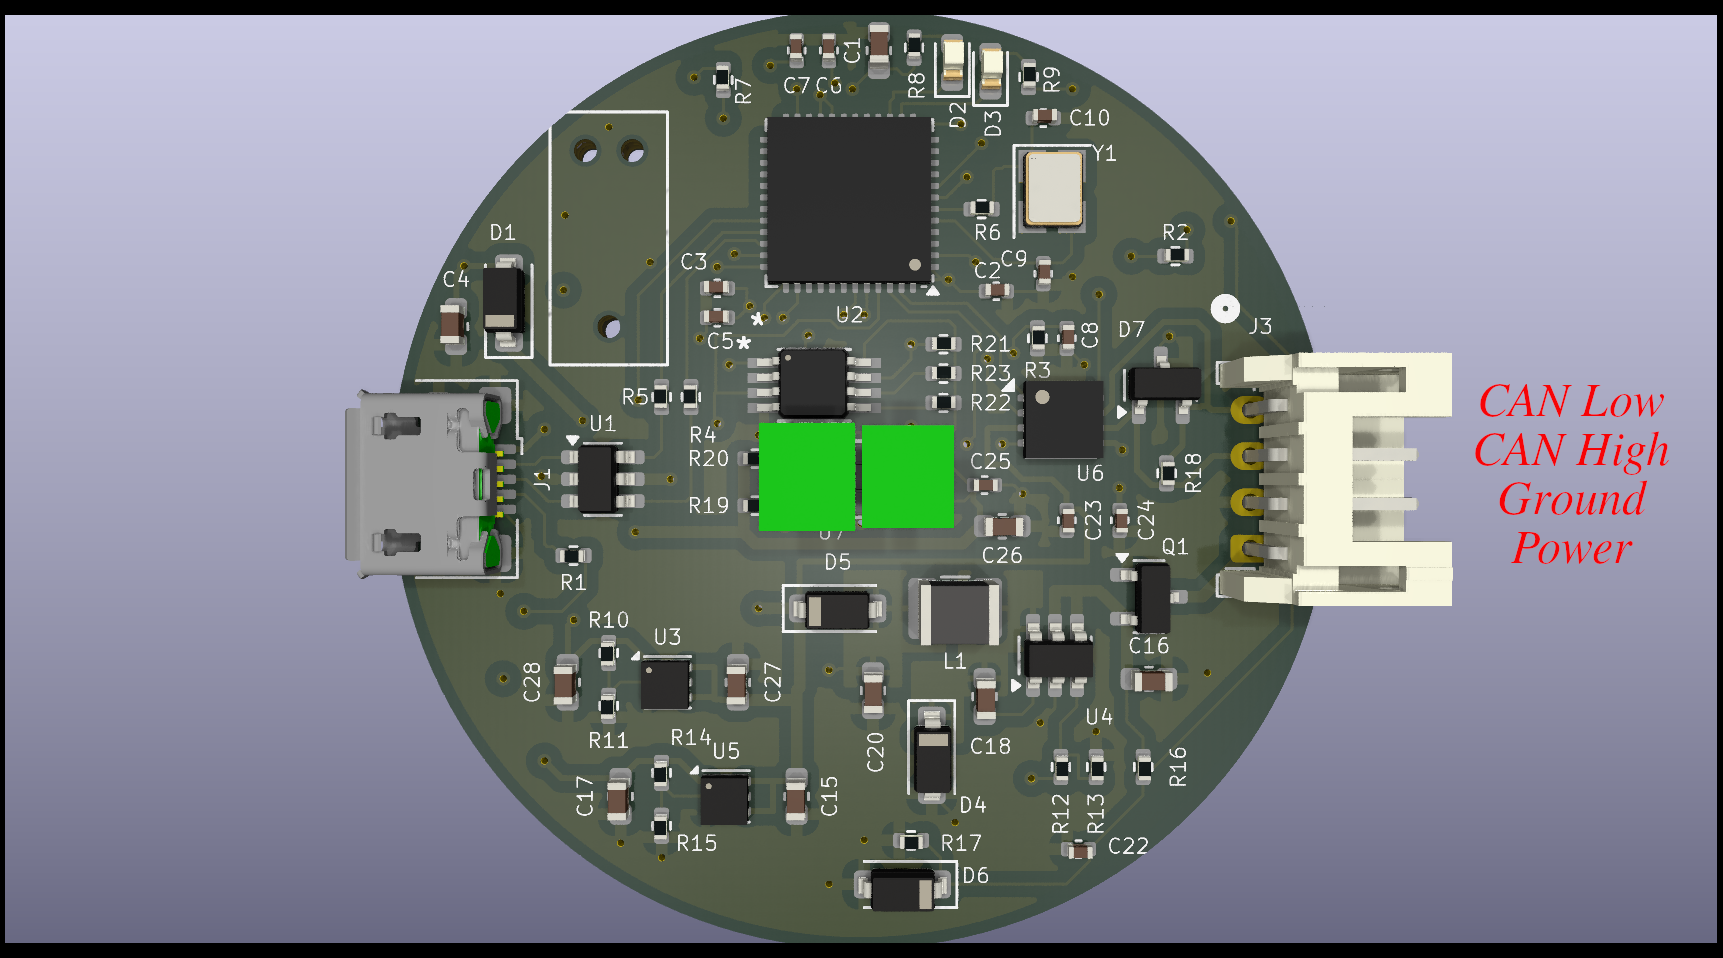 C7 C6
C1
R8
D2
D3
R9
R7
C10
Y1
D1
C4
C3
R6
C2
C9
R2
U2
C5
*
*
J3
D7
R21
R23
R22
R3
C8
R5
R4
R20
R19
U1
J1
R1
C25
U6
R18
C23
C24
C26
Q1
U7
D5
CAN Low
CAN High
Ground
Power
R10
U3
C28
C27
R11
L1
C16
U4
C20
C18
R14
U5
C17
C15
R15
D4
R12
R13
R16
R17
C22
D6